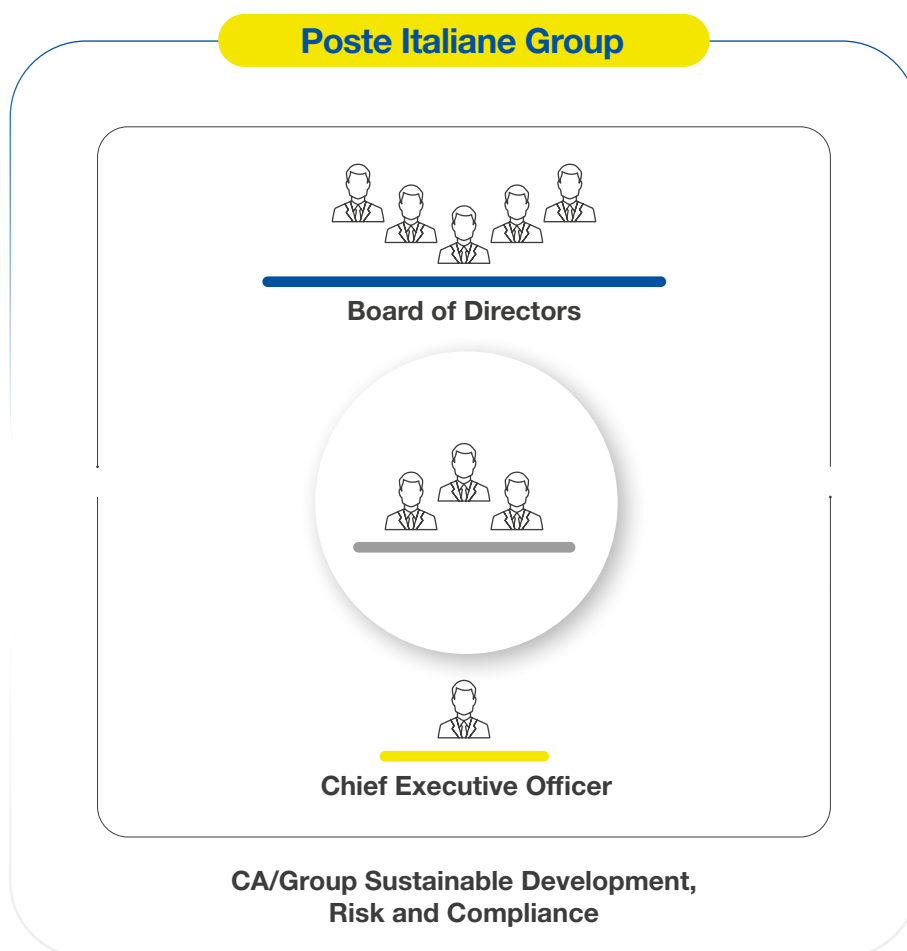 Poste Italiane Group
Board of Directors
Chief Executive Officer
CA/Group Sustainable Development,
Risk and Compliance